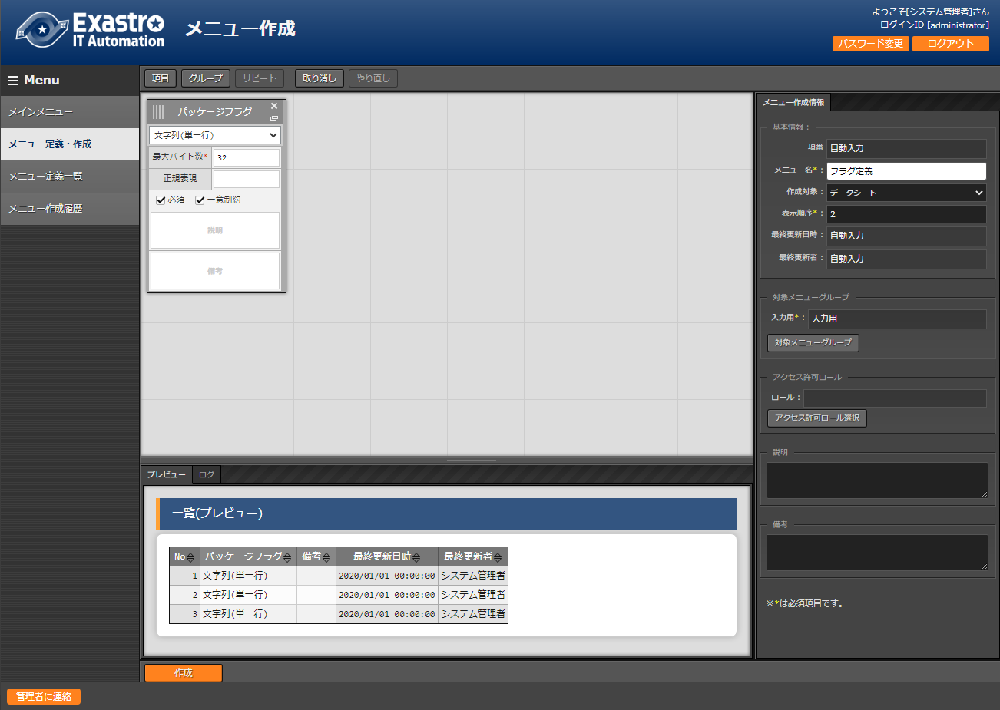 Exastro
IT Automation
メニュー作成
ようこそ[システム管理者]さん
ログインID [administrator]
パスワード変更
ログアウト
Menu
メインメニュー
メニュー定義・作成
メニュー定義一覧
メニュー作成履歴
項目
グループ
リピート
取り消し
やり直し
パッケージフラグ
文字列(単一行)
最大バイト数*
32
正規表現
必須
一意制約
説明
備考
メニュー作成情報
基本情報：
項番
自動入力
メニュー名*：
フラグ定義
作成対象：
データシート
表示順序*：
2
最終更新日時：
自動入力
最終更新者：
自動入力
対象メニューグループ
入力用*：
入力用
対象メニューグループ
アクセス許可ロール
ロール：
アクセス許可ロール選択
説明
備考
※*は必須項目です。
プレビュー
ログ
一覧(プレビュー)
No パッケージフラグ 備考 最終更新日時 最終更新者
1 文字列(単一行) 2020/01/01 00:00:00 システム管理者
2 文字列(単一行) 2020/01/01 00:00:00 システム管理者
3 文字列(単一行) 2020/01/01 00:00:00 システム管理者
作成
管理者に連絡